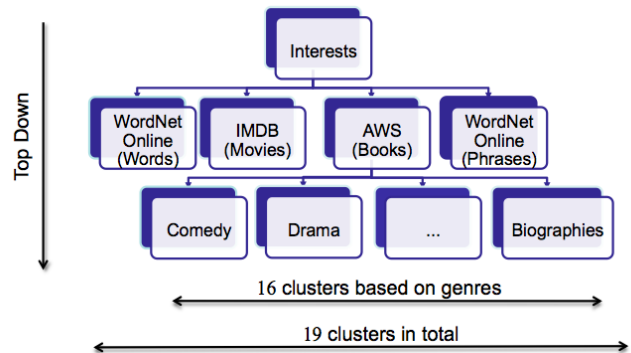 Top Down
Interests
WordNet
Online
(Words)
IMDB
(Movies)
AWS
(Books)
WordNet
Online
(Phrases)
Comedy
Drama
...
Biographies
16 clusters based on genres
19 clusters in total